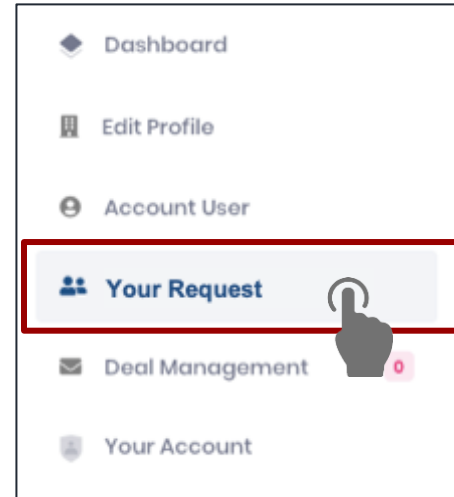 Dashboard
Edit Profile
Account User
Your Request
Deal Management 0
Your Account